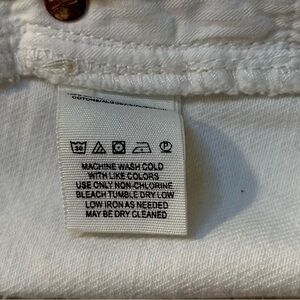 30 P
MACHINE WASH COLD
WITH LIKE COLORS
USE ONLY NON-CHLORINE
BLEACH TUMBLE DRY LOW
LOW IRON AS NEEDED
MAY BE DRY CLEANED